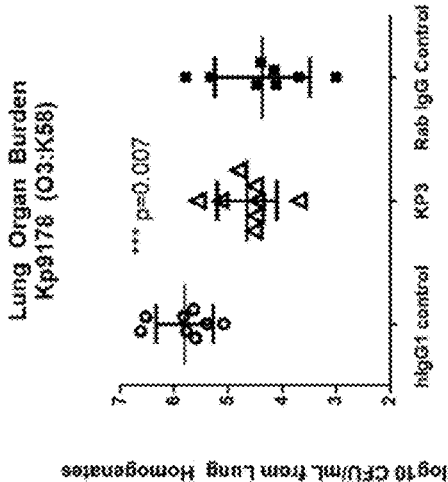 Lung Organ Burden
Kp9178 (O3:K58)
*** p=0.007
log10 CFU/mL from Lung Homogenates
7
6
5
4
3
2
hIgG1 control
KP3
Rab IgG Control